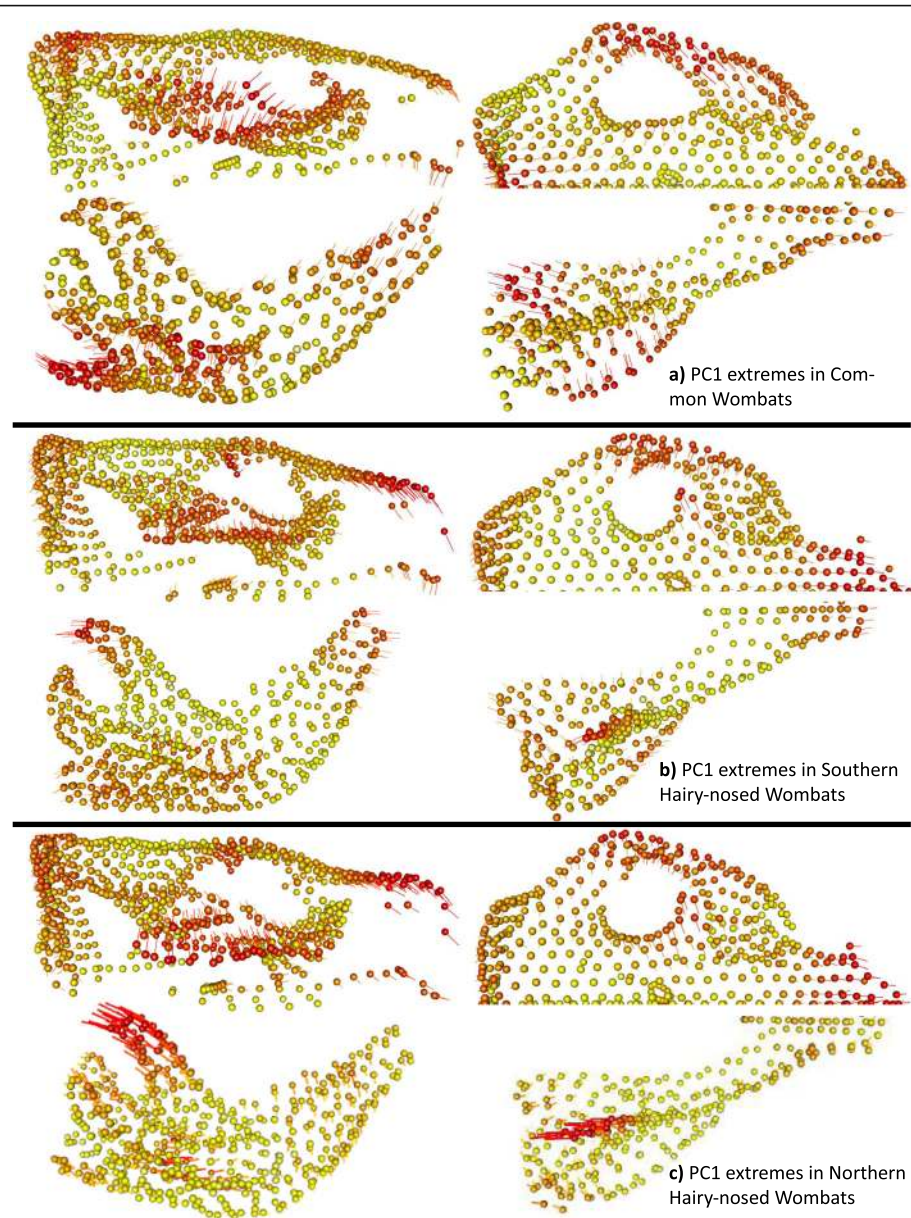 a) PC1 extremes in Com-
mon Wombats
b) PC1 extremes in Southern
Hairy-nosed Wombats
c) PC1 extremes in Northern
Hairy-nosed Wombats